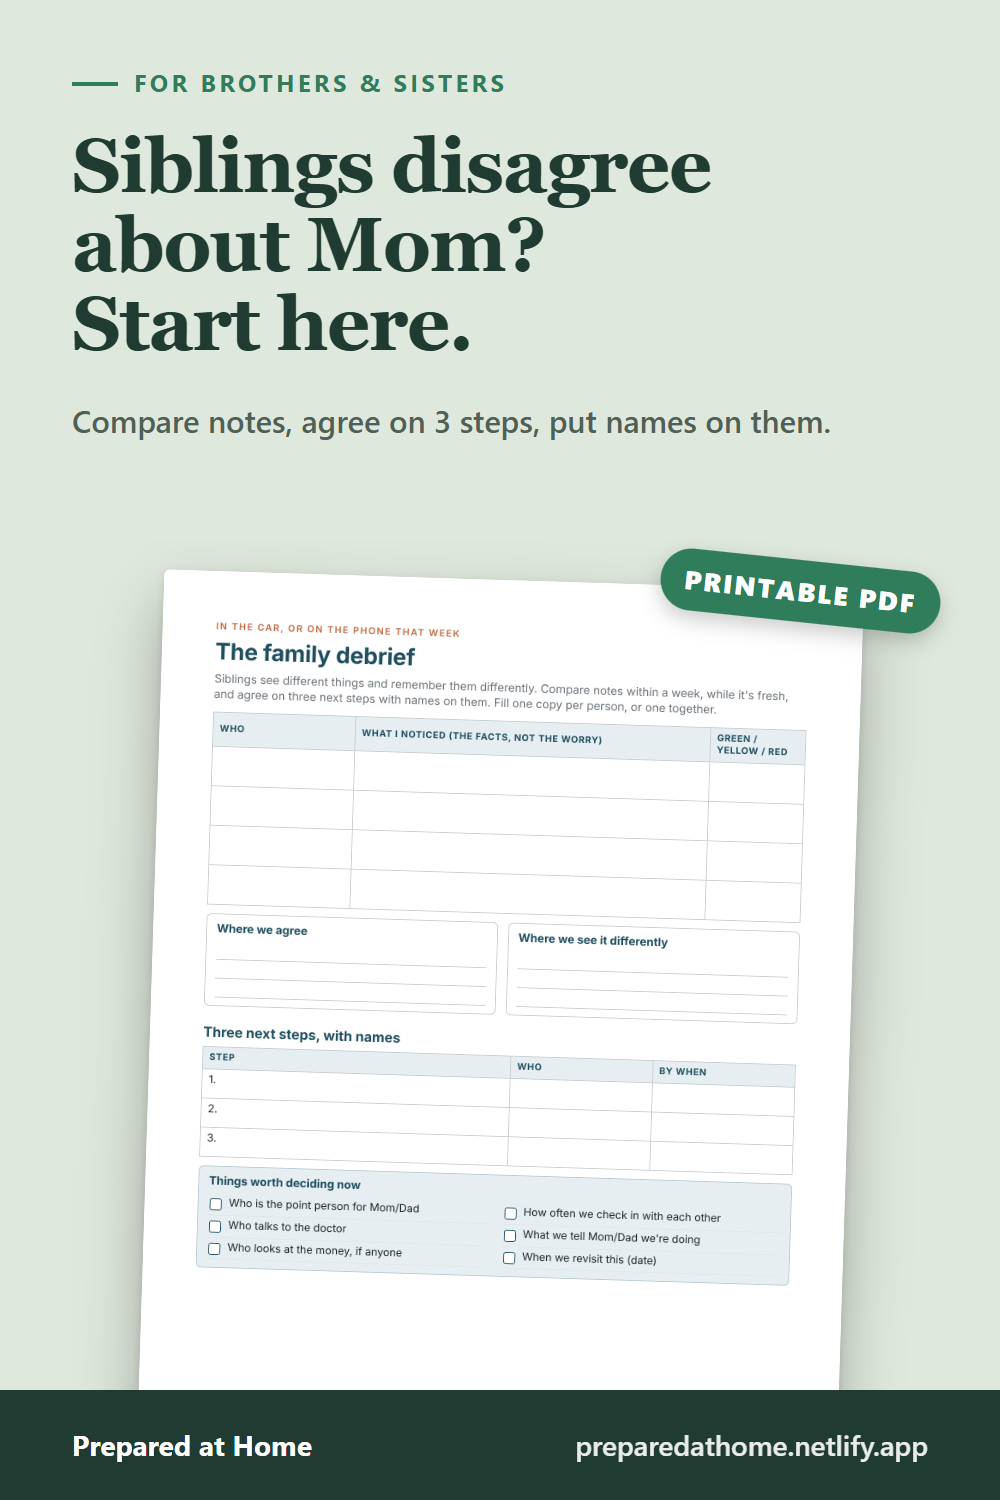 FOR BROTHERS & SISTERS
Siblings disagree
about Mom?
Start here.
Compare notes, agree on 3 steps, put names on them.
PRINTABLE PDF
IN THE CAR, OR ON THE PHONE THAT WEEK
The family debrief
Siblings see different things and remember them differently. Compare notes within a week, while it's fresh,
and agree on three next steps with names on them. Fill one copy per person, or one together.
WHO
WHAT I NOTICED (THE FACTS, NOT THE WORRY)
GREEN /
YELLOW / RED
Where we agree
Where we see it differently
Three next steps, with names
STEP
WHO
BY WHEN
1.
2.
3.
Things worth deciding now
Who is the point person for Mom/Dad
Who talks to the doctor
Who looks at the money, if anyone
How often we check in with each other
What we tell Mom/Dad we're doing
When we revisit this (date)
Prepared at Home
preparedathome.netlify.app